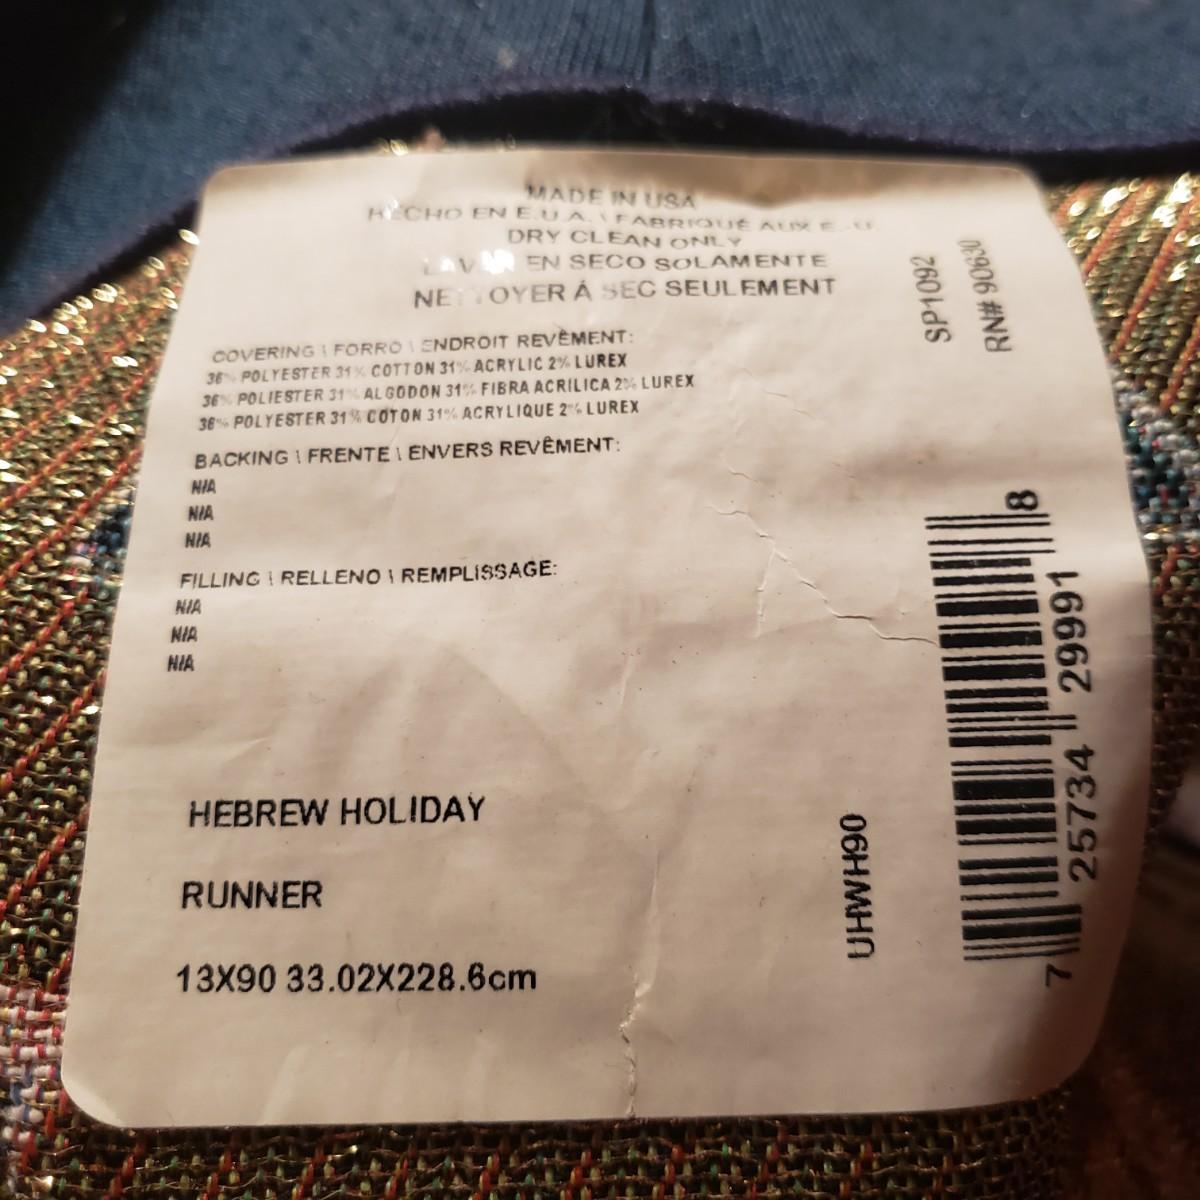 MADE IN USA
HECHO EN E.U.A. \ FABRIQUÉ AUX E.-U.
DRY CLEAN ONLY
LAVAR EN SECO SOLAMENTE
NETTOYER À SEC SEULEMENT
COVERING \ FORRO \ ENDROIT REVÊMENT:
36% POLYESTER 31% COTTON 31% ACRYLIC 2% LUREX
36% POLIESTER 31% ALGODON 31% FIBRA ACRILICA 2% LUREX
36% POLYESTER 31% COTON 31% ACRYLIQUE 2% LUREX
BACKING \ FRENTE \ ENVERS REVÊMENT:
N/A
N/A
N/A
FILLING \ RELLENO \ REMPLISSAGE:
N/A
N/A
N/A
HEBREW HOLIDAY
RUNNER
13X90 33.02X228.6cm
SP1092
RN# 90630
UHWH90
7 25734 29991 8